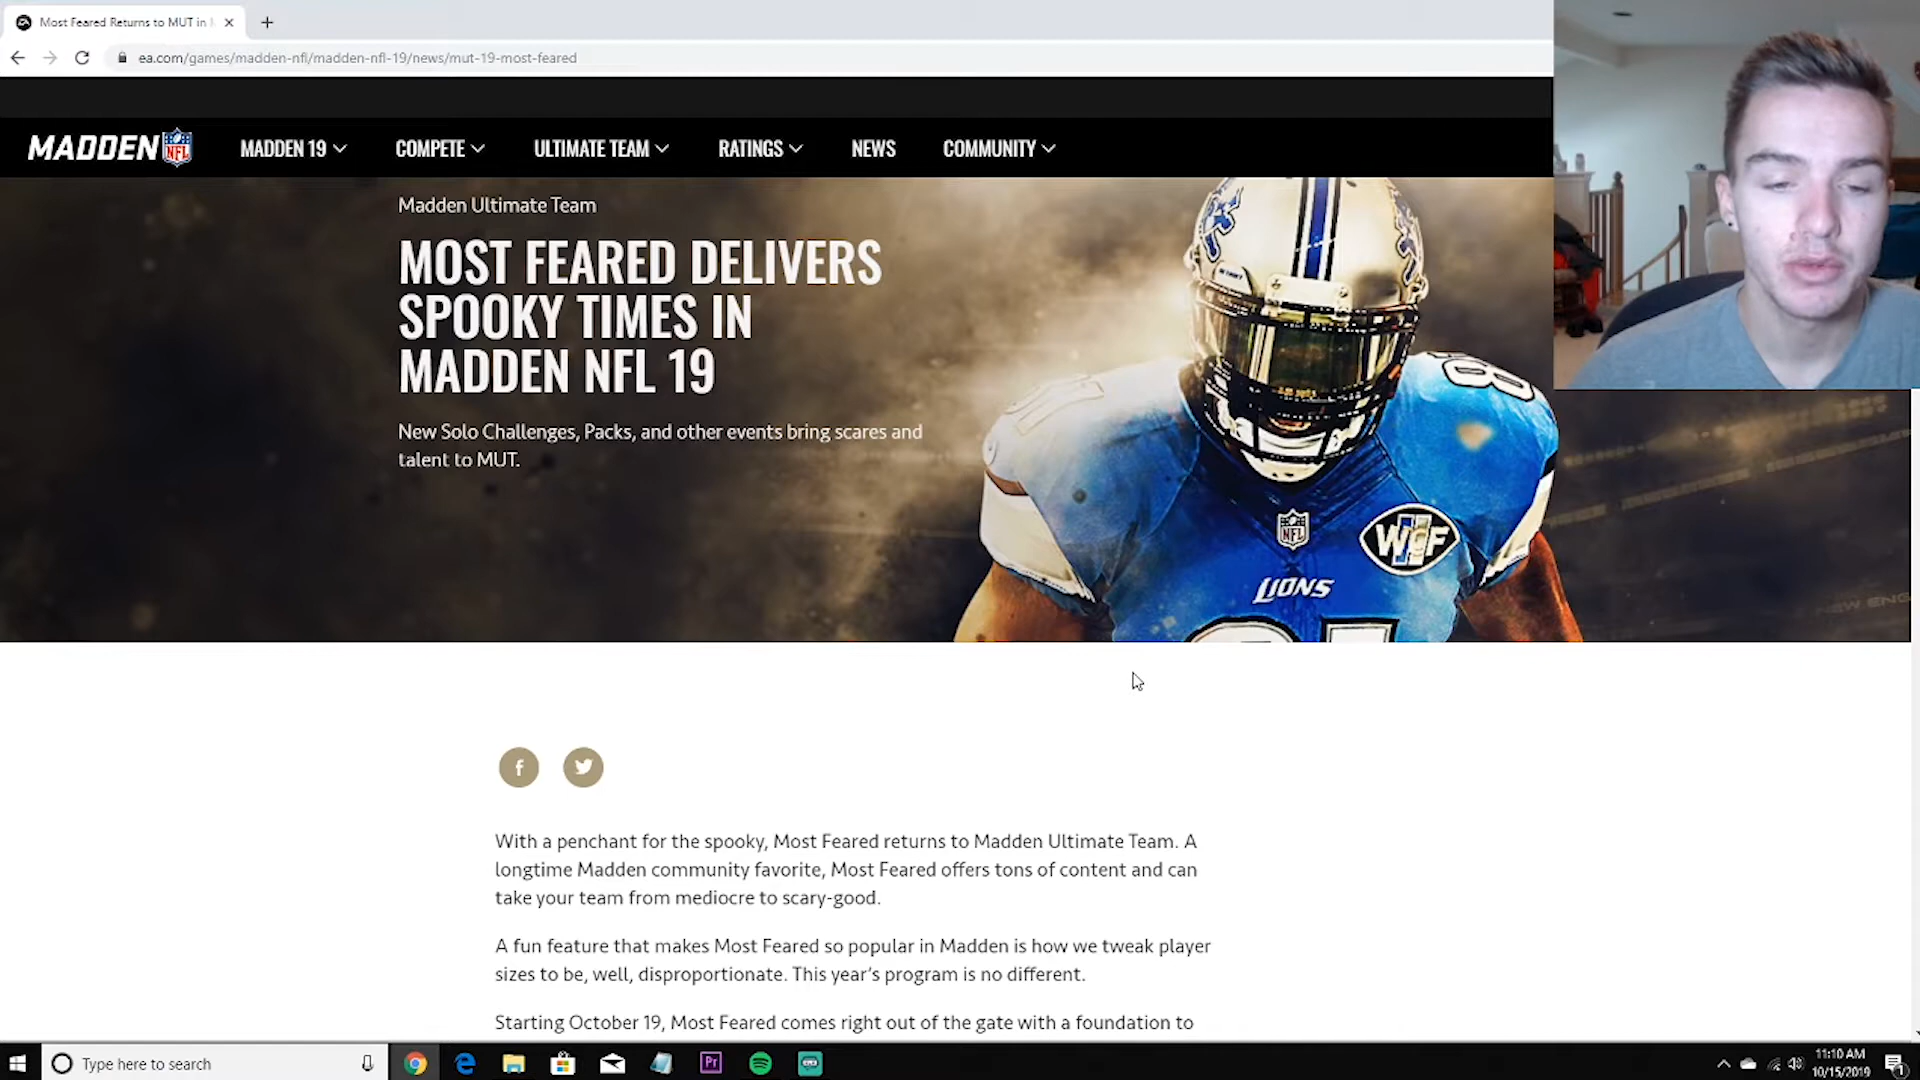 Most Feared Returns to MUT in
ea.com/games/madden-nfl/madden-nfl-19/news/mut-19-most-feared
MADDEN NFL
MADDEN 19
COMPETE
ULTIMATE TEAM
RATINGS
NEWS
COMMUNITY
Madden Ultimate Team
MOST FEARED DELIVERS
SPOOKY TIMES IN
MADDEN NFL 19
New Solo Challenges, Packs, and other events bring scares and
talent to MUT.
8
NFL
WCF
LIONS
NEW ENG
With a penchant for the spooky, Most Feared returns to Madden Ultimate Team. A
longtime Madden community favorite, Most Feared offers tons of content and can
take your team from mediocre to scary-good.
A fun feature that makes Most Feared so popular in Madden is how we tweak player
sizes to be, well, disproportionate. This year's program is no different.
Starting October 19, Most Feared comes right out of the gate with a foundation to
Type here to search
Pr
11:10 AM
10/15/2019
1